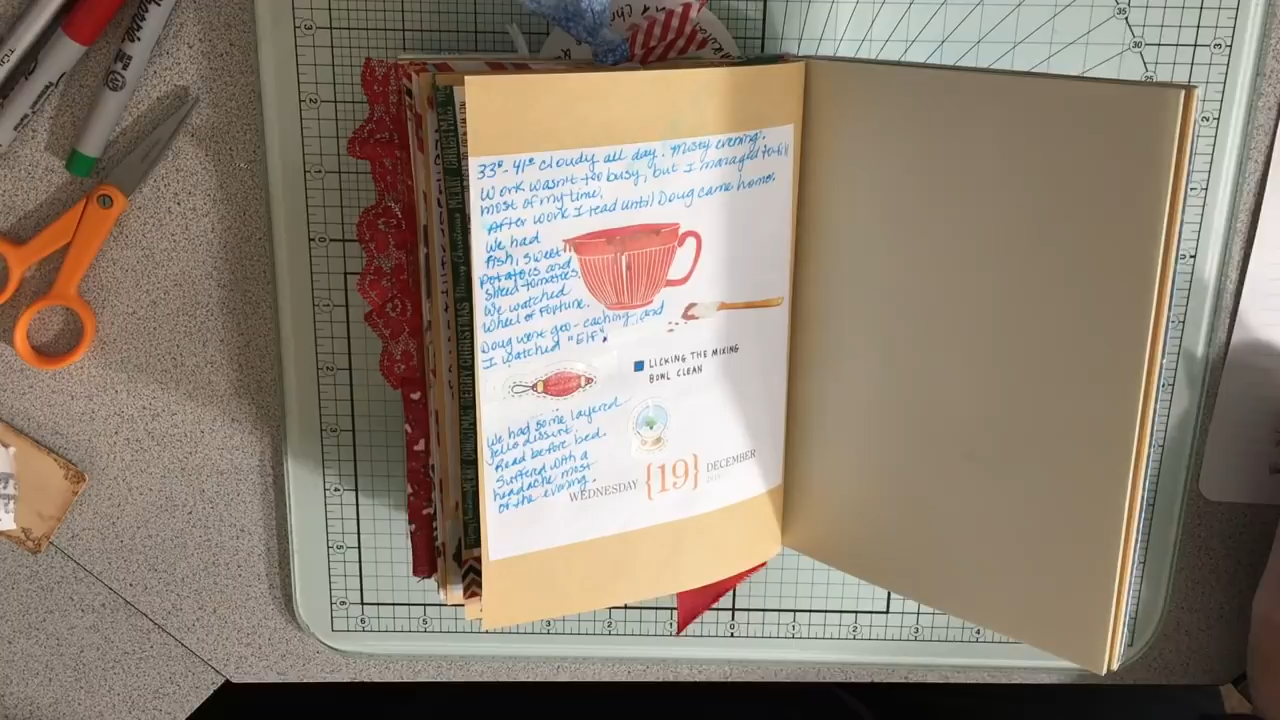 33° - 41° cloudy all day. Misty evening.
Work wasn't too busy, but I managed to fill
most of my time.
After work I read until Doug came home.
We had
fish, sweet
potatoes and
sliced tomatoes.
We watched
Wheel of Fortune.
Doug went geo-caching, and
I watched "Elf".
LICKING THE MIXING
BOWL CLEAN
We had some layered
jello dissert.
Read before bed.
Suffered with a
headache most
of the evening.
WEDNESDAY {19} DECEMBER
MERRY CHRISTMAS
Merry Christmas